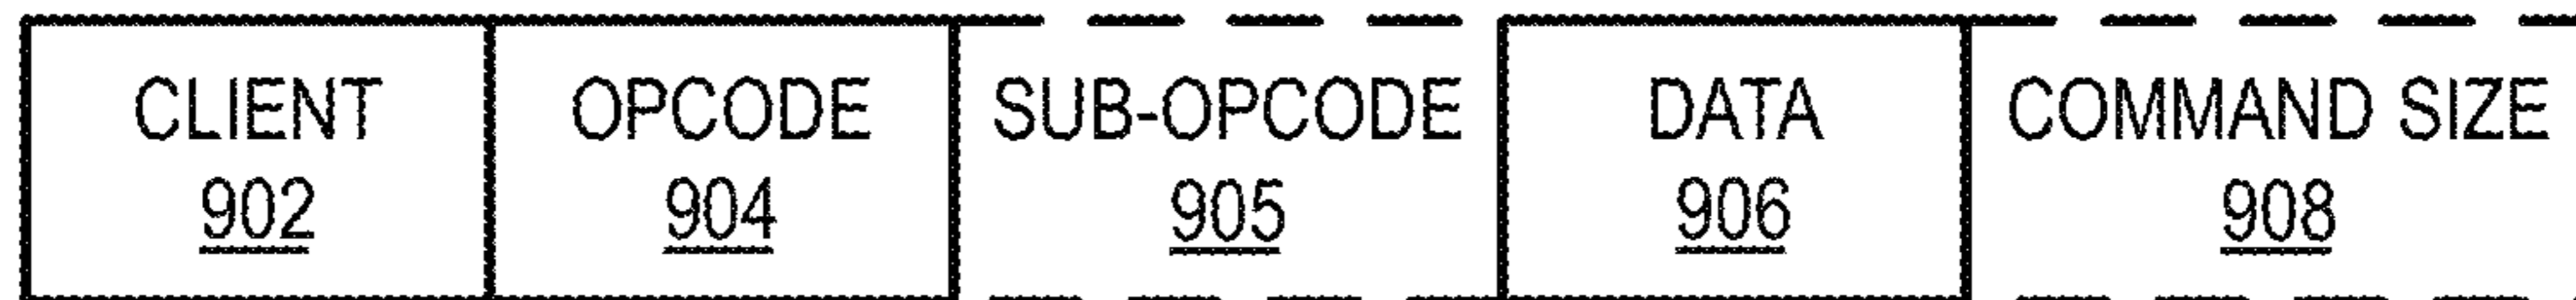 CLIENT OPCODE SUB-OPCODE DATA COMMAND SIZE
902 904 905 906 908